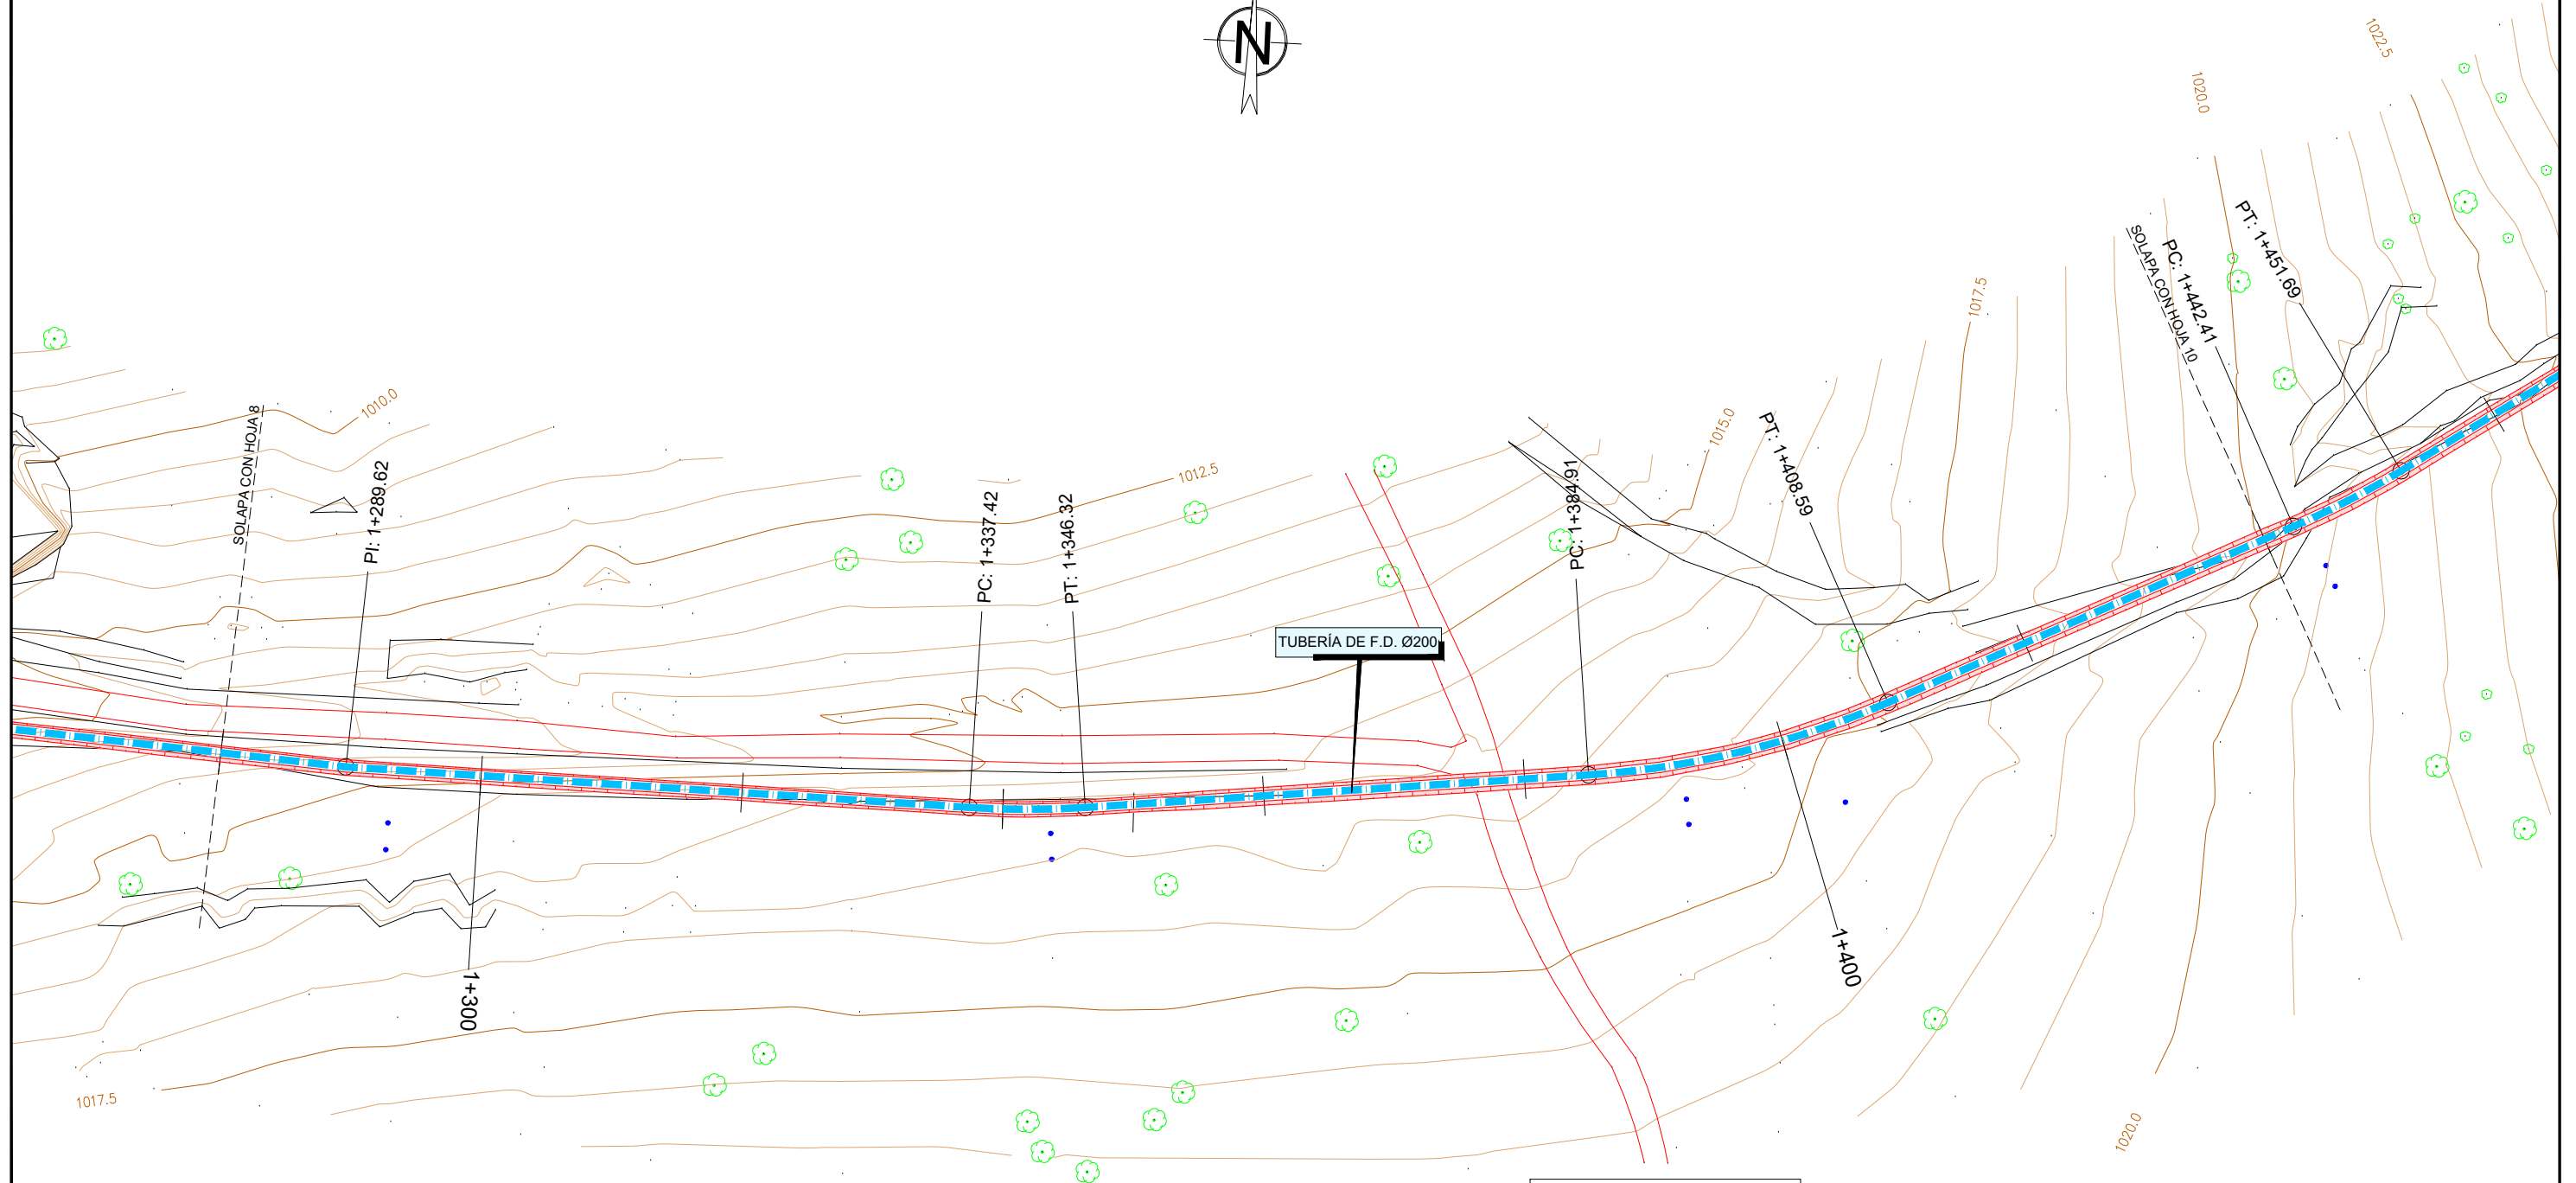 N
1022.5
1020.0
PT: 1+451.69
SOLAPA CON HOJA 10
PC: 1+442.41
1017.5
1010.0
SOLAPA CON HOJA 8
1015.0
PT: 1+408.59
PI: 1+289.62
1012.5
PC: 1+384.91
PC: 1+337.42
PT: 1+346.32
TUBERÍA DE F.D. Ø200
1+400
1+300
1017.5
1020.0